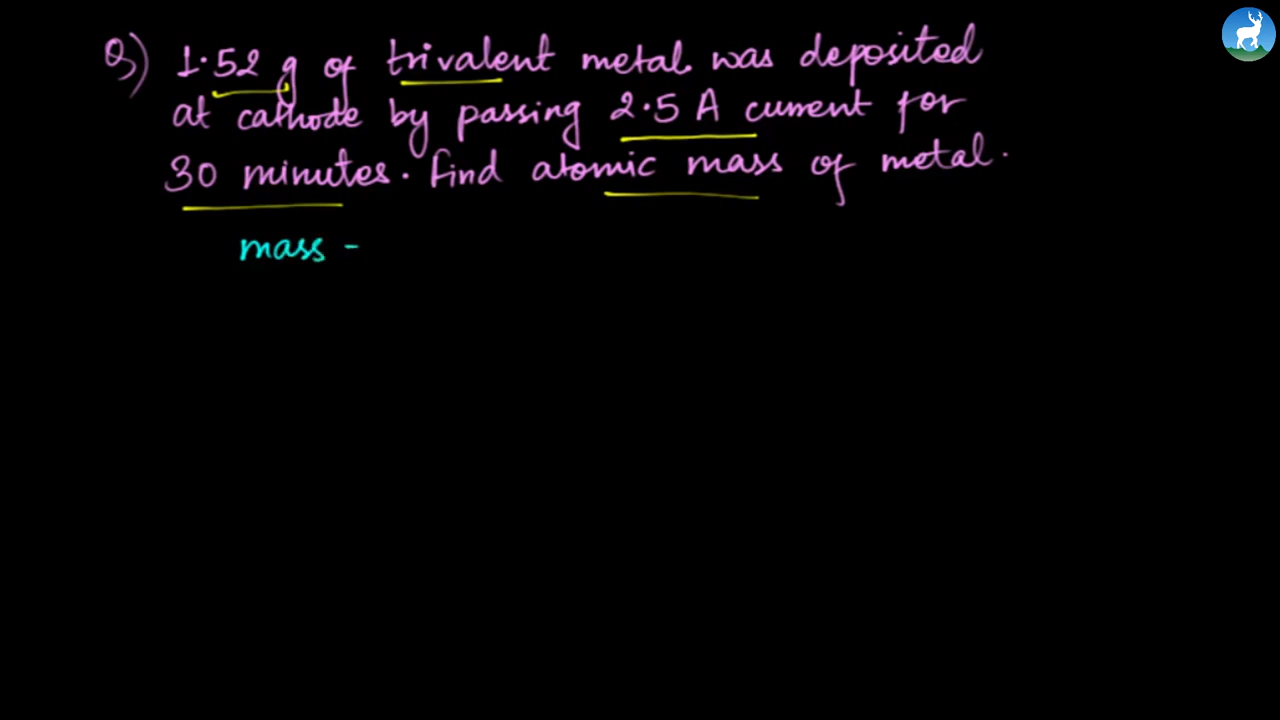 Q) 1.52 g of trivalent metal was deposited
at cathode by passing 2.5 A current for
30 minutes. Find atomic mass of metal.
mass -